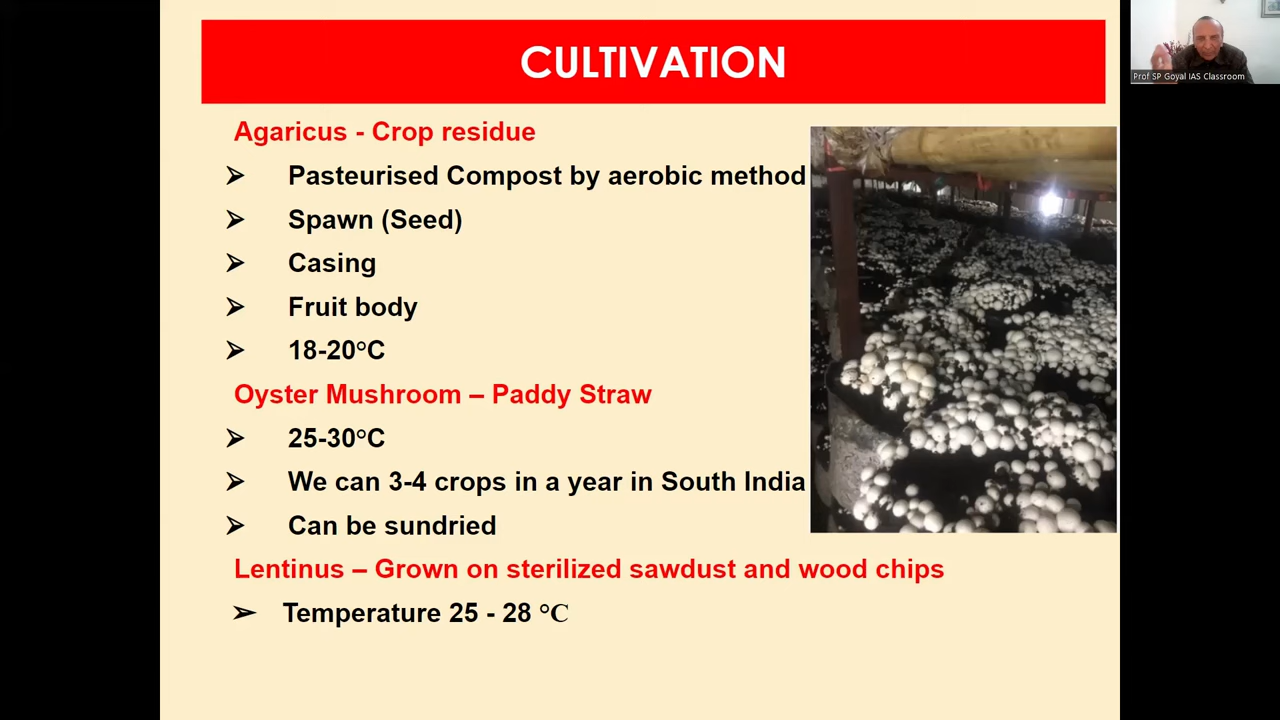 CULTIVATION
Prof SP Goyal IAS Classroom
Agaricus - Crop residue
➢ Pasteurised Compost by aerobic method
➢ Spawn (Seed)
➢ Casing
➢ Fruit body
➢ 18-20°C
Oyster Mushroom – Paddy Straw
➢ 25-30°C
➢ We can 3-4 crops in a year in South India
➢ Can be sundried
Lentinus – Grown on sterilized sawdust and wood chips
➢ Temperature 25 - 28 °C